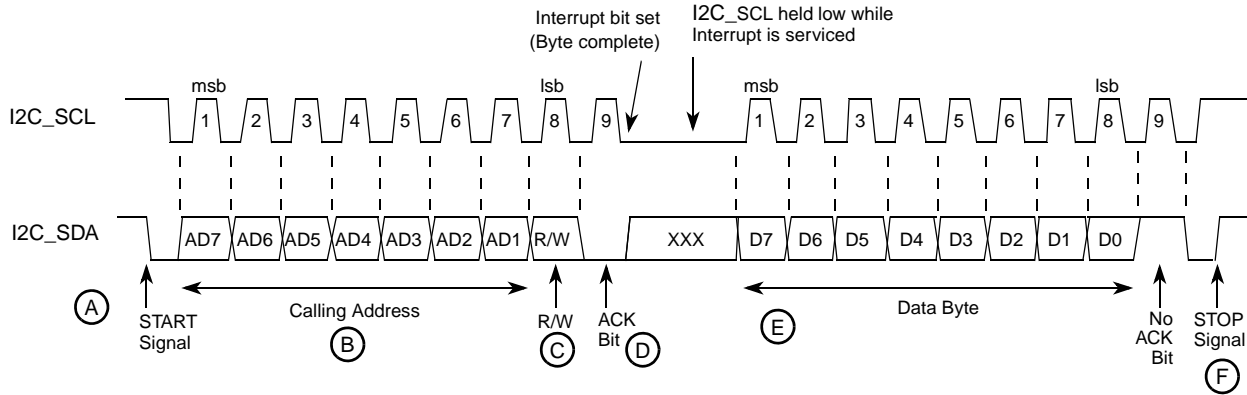 Interrupt bit set
(Byte complete)
I2C_SCL held low while
Interrupt is serviced
msb
lsb
msb
lsb
I2C_SCL
1 2 3 4 5 6 7 8 9 1 2 3 4 5 6 7 8 9
I2C_SDA
AD7 AD6 AD5 AD4 AD3 AD2 AD1 R/W XXX D7 D6 D5 D4 D3 D2 D1 D0
A
START
Signal
Calling Address
B
R/W
C
ACK
Bit
D
E
Data Byte
No
ACK
Bit
STOP
Signal
F